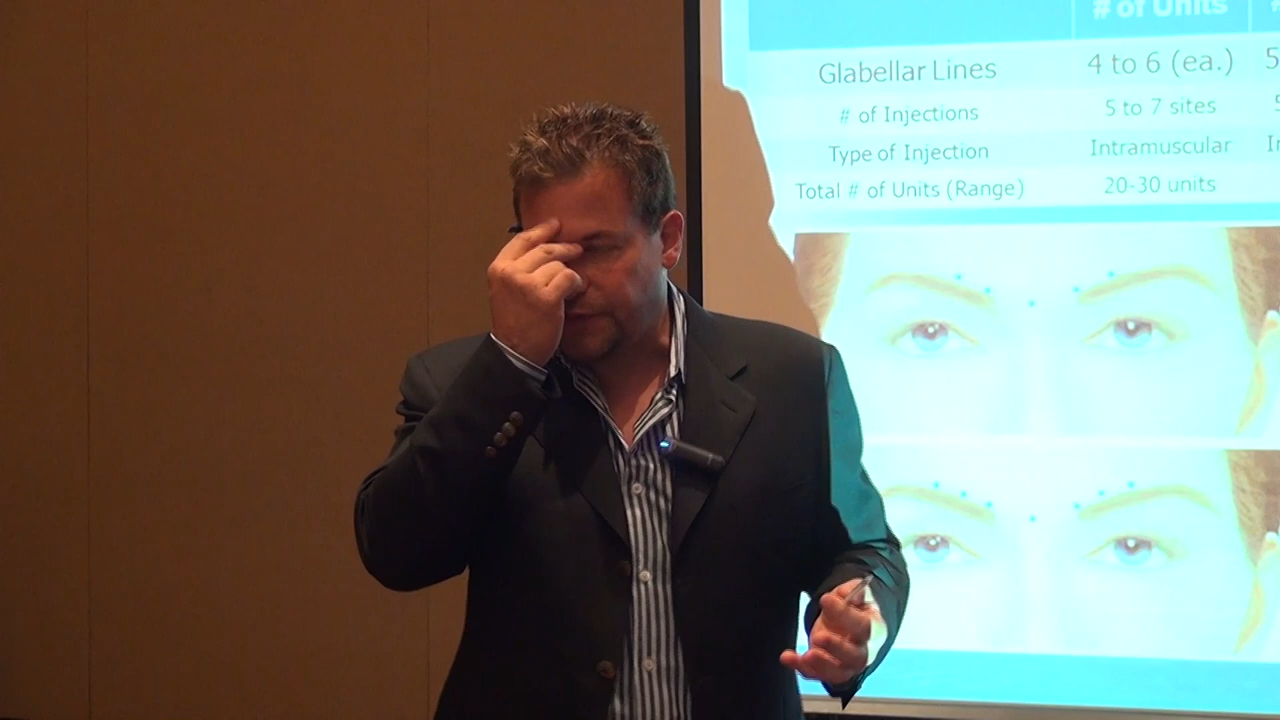 # of Units
Glabellar Lines 4 to 6 (ea.) 5
# of Injections 5 to 7 sites
Type of Injection Intramuscular
Total # of Units (Range) 20-30 units